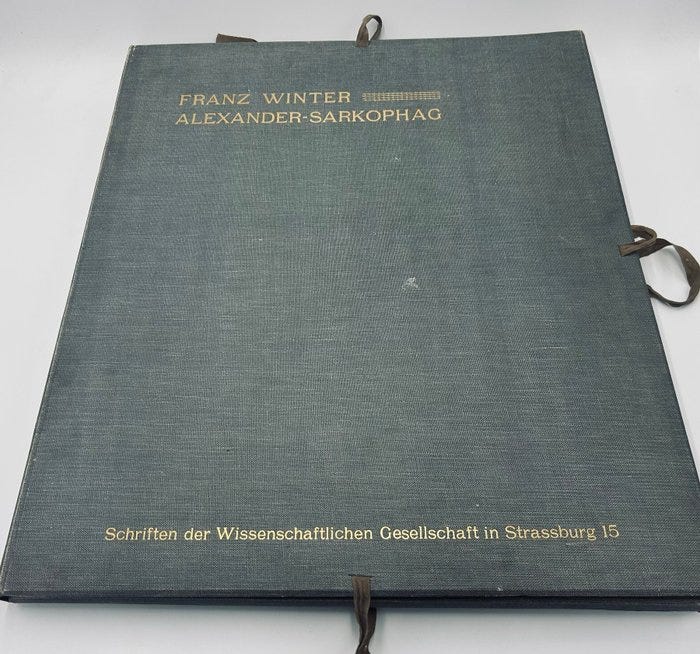 FRANZ WINTER
ALEXANDER-SARKOPHAG
Schriften der Wissenschaftlichen Gesellschaft in Strassburg 15